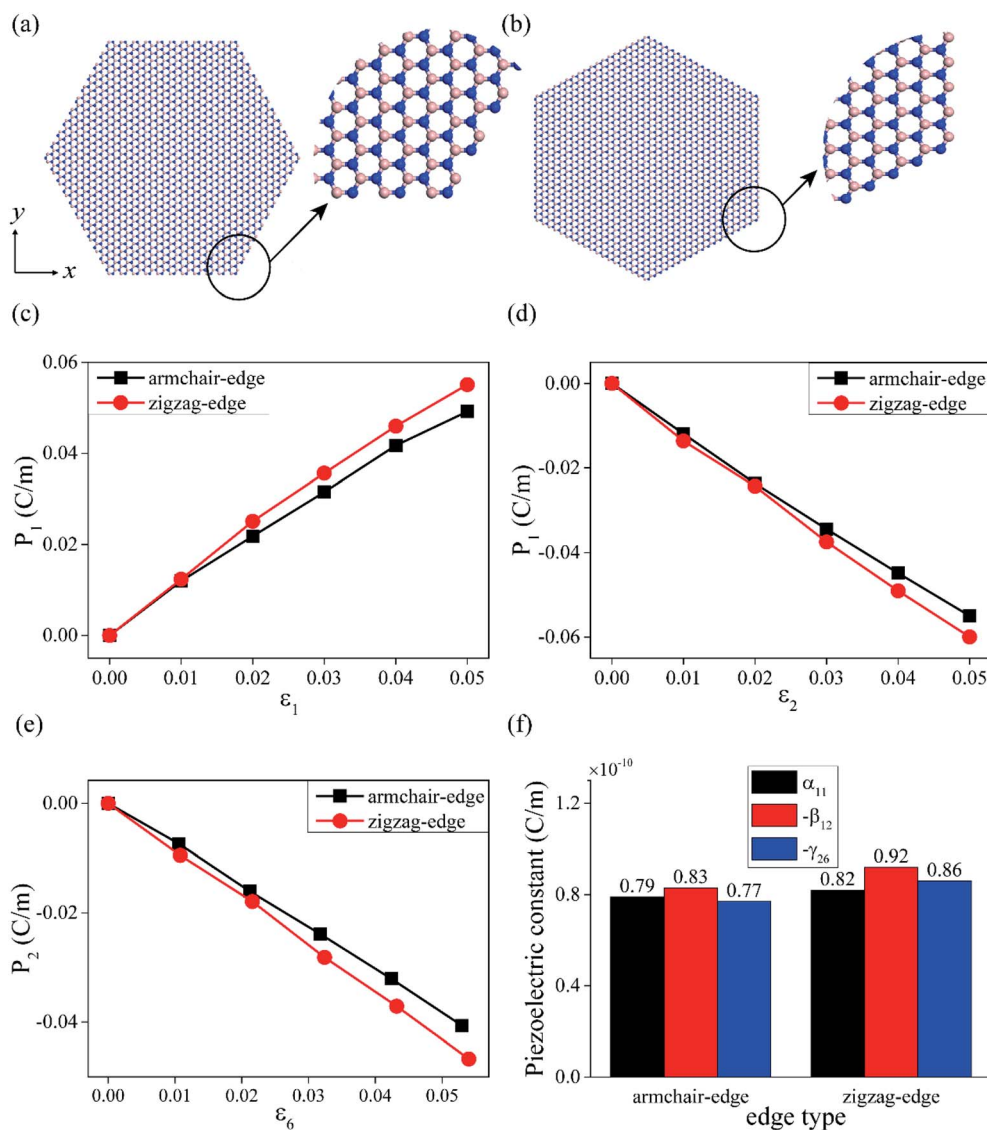 (a)
(b)
y
x
(c)
(d)
0.06
0.04
0.02
0.00
P1 (C/m)
armchair-edge
zigzag-edge
0.00 0.01 0.02 0.03 0.04 0.05
ε1
0.00
-0.02
-0.04
-0.06
P1 (C/m)
armchair-edge
zigzag-edge
0.00 0.01 0.02 0.03 0.04 0.05
ε2
(e)
(f)
0.00
-0.02
-0.04
P2 (C/m)
armchair-edge
zigzag-edge
0.00 0.01 0.02 0.03 0.04 0.05
ε6
×10-10
1.2
0.8
0.4
0.0
Piezoelectric constant (C/m)
α11
-β12
-γ26
0.79 0.83 0.77 0.82 0.92 0.86
armchair-edge zigzag-edge
edge type